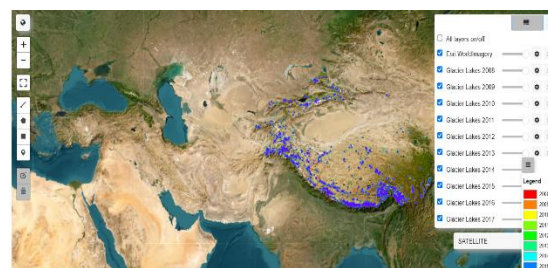 All layers on/off
Esri WorldImagery
Glacier Lakes 2008
Glacier Lakes 2009
Glacier Lakes 2010
Glacier Lakes 2011
Glacier Lakes 2012
Glacier Lakes 2013
Glacier Lakes 2014
Glacier Lakes 2015
Glacier Lakes 2016
Glacier Lakes 2017
Legend
SATELLITE